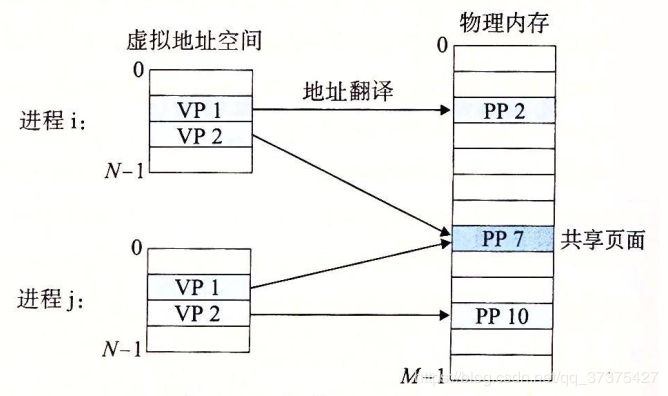 虚拟地址空间
物理内存
0
0
地址翻译
进程 i:
VP 1
PP 2
VP 2
N-1
0
PP 7
共享页面
进程 j:
VP 1
VP 2
PP 10
N-1
M-1
https://blog.csdn.net/qq_37375427